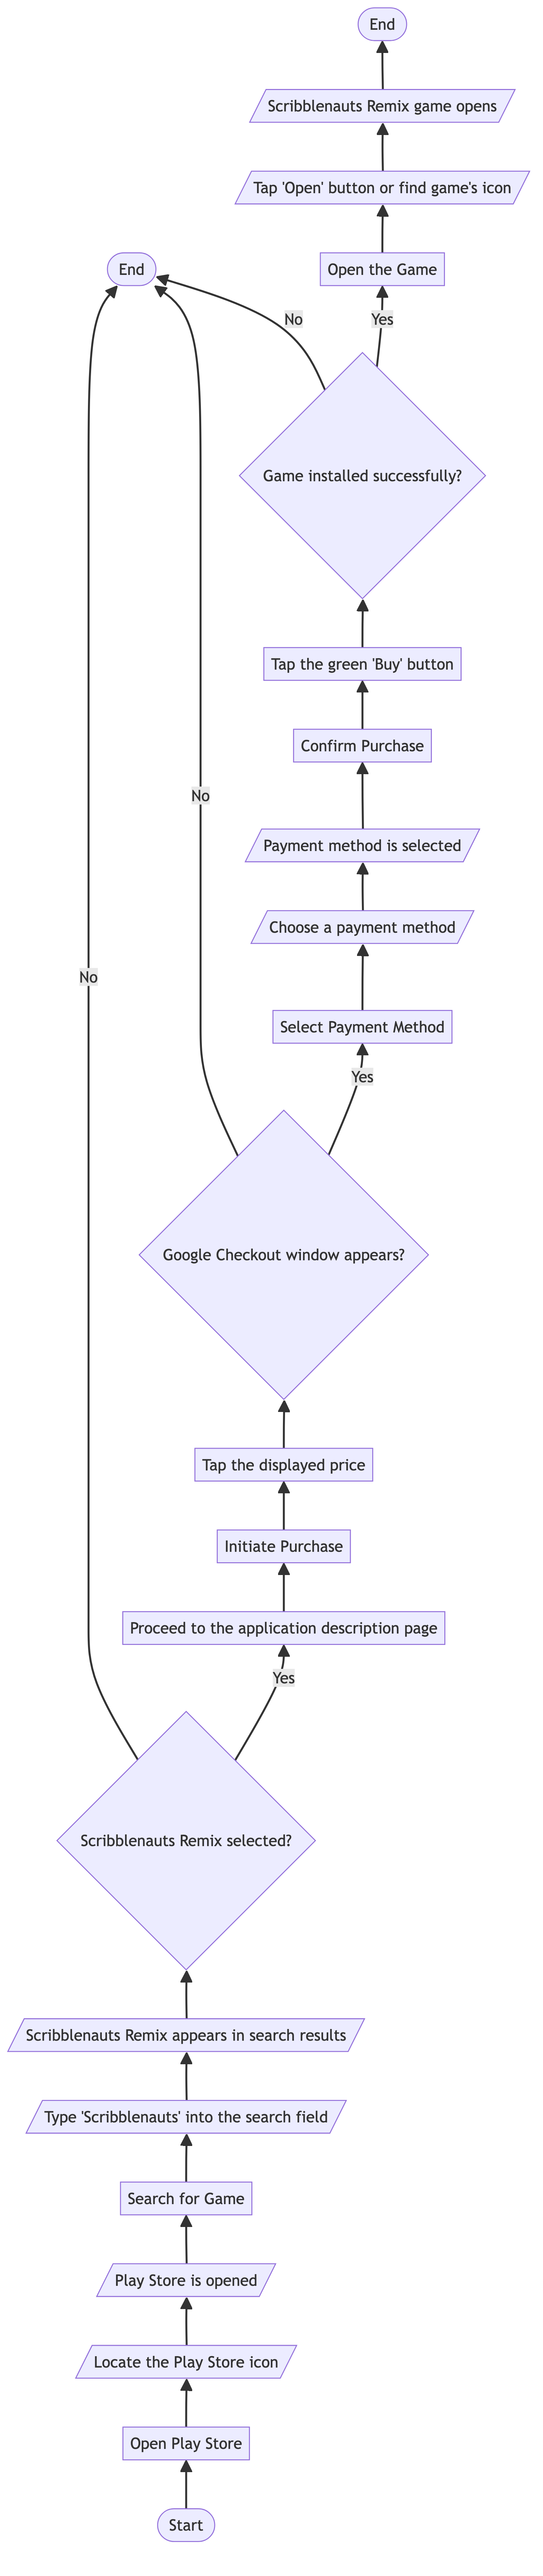 End
Scribblenauts Remix game opens
Tap 'Open' button or find game's icon
End
Open the Game
No
Yes
Game installed successfully?
Tap the green 'Buy' button
Confirm Purchase
No
Payment method is selected
Choose a payment method
No
Select Payment Method
Yes
Google Checkout window appears?
Tap the displayed price
Initiate Purchase
Proceed to the application description page
Yes
Scribblenauts Remix selected?
Scribblenauts Remix appears in search results
Type 'Scribblenauts' into the search field
Search for Game
Play Store is opened
Locate the Play Store icon
Open Play Store
Start